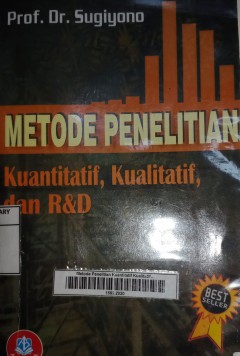 Prof. Dr. Sugiyono
METODE PENELITIAN
Kuantitatif, Kualitatif,
dan R&D
BEST
SELLER